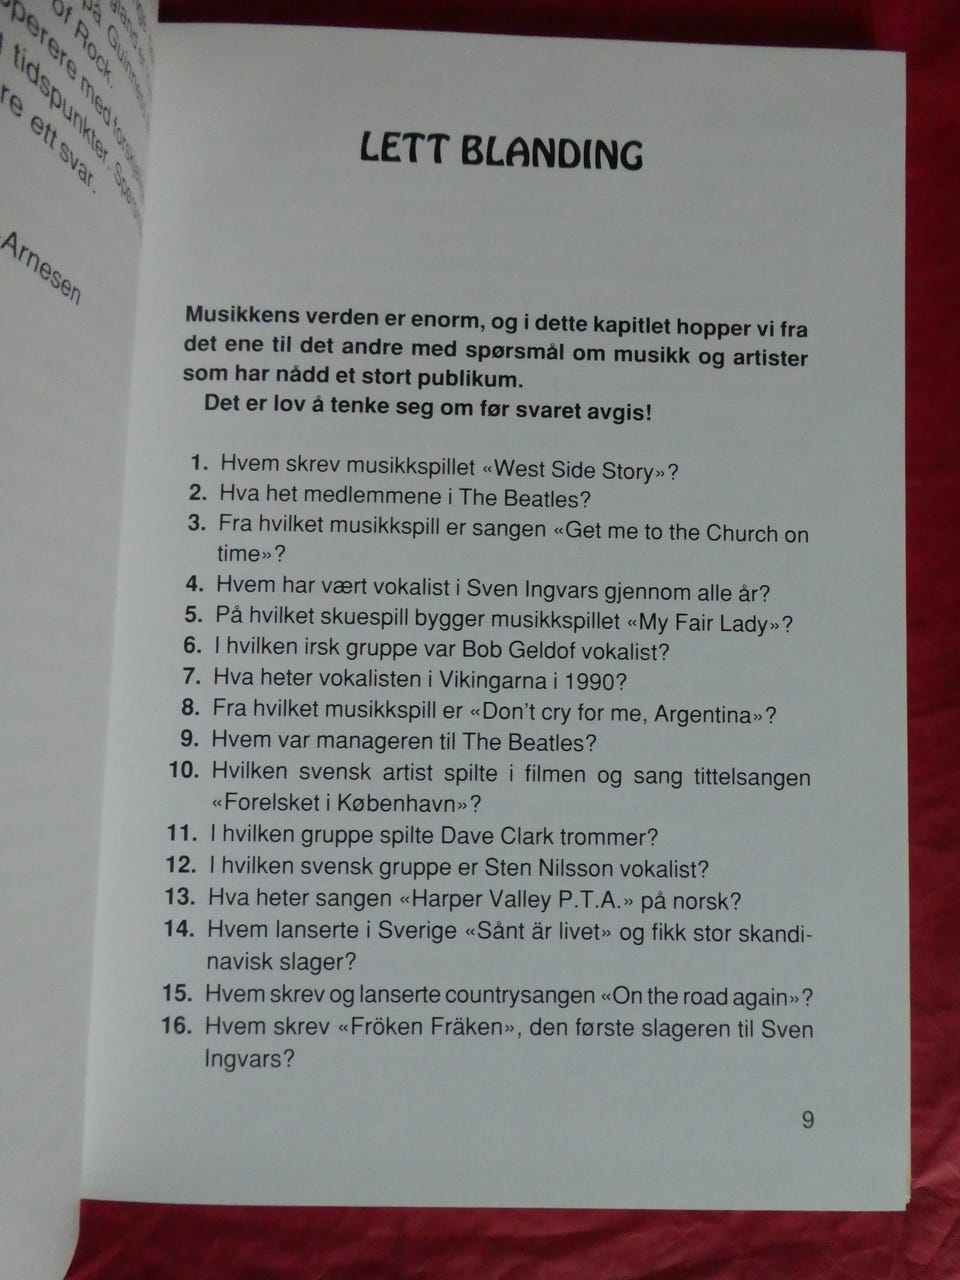 på Guinness
of Rock.
operere med
tidspunkter.
re ett svar.
Arnesen
LETT BLANDING
Musikkens verden er enorm, og i dette kapitlet hopper vi fra
det ene til det andre med spørsmål om musikk og artister
som har nådd et stort publikum.
Det er lov å tenke seg om før svaret avgis!
1. Hvem skrev musikkspillet «West Side Story»?
2. Hva het medlemmene i The Beatles?
3. Fra hvilket musikkspill er sangen «Get me to the Church on
time»?
4. Hvem har vært vokalist i Sven Ingvars gjennom alle år?
5. På hvilket skuespill bygger musikkspillet «My Fair Lady»?
6. I hvilken irsk gruppe var Bob Geldof vokalist?
7. Hva heter vokalisten i Vikingarna i 1990?
8. Fra hvilket musikkspill er «Don't cry for me, Argentina»?
9. Hvem var manageren til The Beatles?
10. Hvilken svensk artist spilte i filmen og sang tittelsangen
«Forelsket i København»?
11. I hvilken gruppe spilte Dave Clark trommer?
12. I hvilken svensk gruppe er Sten Nilsson vokalist?
13. Hva heter sangen «Harper Valley P.T.A.» på norsk?
14. Hvem lanserte i Sverige «Sånt är livet» og fikk stor skandi-
navisk slager?
15. Hvem skrev og lanserte countrysangen «On the road again»?
16. Hvem skrev «Fröken Fräken», den første slageren til Sven
Ingvars?
9